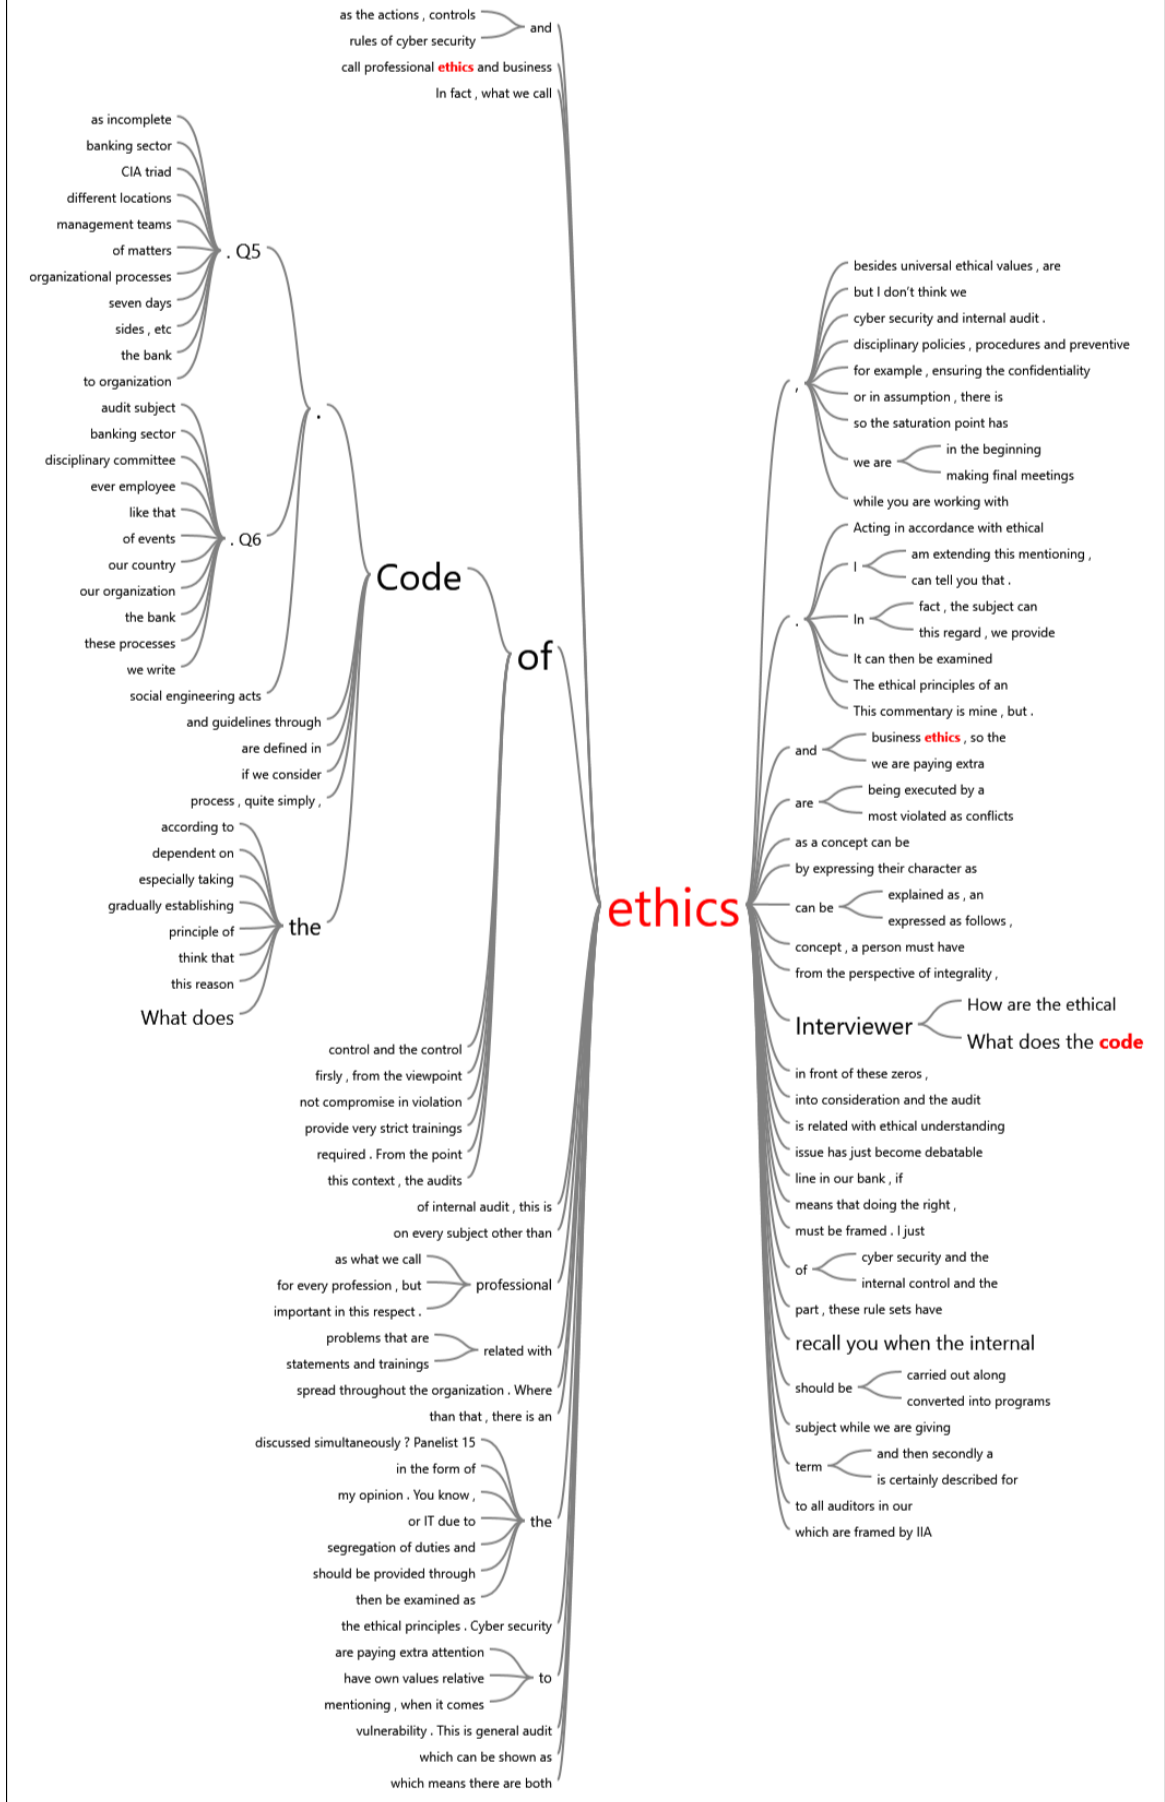 as the actions , controls
rules of cyber security
and
call professional ethics and business
In fact , what we call
as incomplete
banking sector
CIA triad
different locations
management teams
of matters
organizational processes
seven days
sides , etc
the bank
to organization
. Q5
audit subject
banking sector
disciplinary committee
ever employee
like that
of events
our country
our organization
the bank
these processes
we write
. Q6
social engineering acts
.
and guidelines through
are defined in
if we consider
process , quite simply ,
according to
dependent on
especially taking
gradually establishing
principle of
think that
this reason
What does
the
Code
control and the control
firsly , from the viewpoint
not compromise in violation
provide very strict trainings
required . From the point
this context , the audits
of
of internal audit , this is
on every subject other than
as what we call
for every profession , but
important in this respect .
professional
problems that are
statements and trainings
related with
spread throughout the organization . Where
than that , there is an
discussed simultaneously ? Panelist 15
in the form of
my opinion . You know ,
or IT due to
segregation of duties and
should be provided through
then be examined as
the
the ethical principles . Cyber security
are paying extra attention
have own values relative
mentioning , when it comes
to
vulnerability . This is general audit
which can be shown as
which means there are both
ethics
,
besides universal ethical values , are
but I don't think we
cyber security and internal audit .
disciplinary policies , procedures and preventive
for example , ensuring the confidentiality
or in assumption , there is
so the saturation point has
we are
in the beginning
making final meetings
while you are working with
.
Acting in accordance with ethical
I
am extending this mentioning ,
can tell you that .
In
fact , the subject can
this regard , we provide
It can then be examined
The ethical principles of an
This commentary is mine , but .
and
business ethics , so the
we are paying extra
are
being executed by a
most violated as conflicts
as a concept can be
by expressing their character as
can be
explained as , an
expressed as follows ,
concept , a person must have
from the perspective of integrality ,
Interviewer
How are the ethical
What does the code
in front of these zeros ,
into consideration and the audit
is related with ethical understanding
issue has just become debatable
line in our bank , if
means that doing the right ,
must be framed . I just
of
cyber security and the
internal control and the
part , these rule sets have
recall you when the internal
should be
carried out along
converted into programs
subject while we are giving
term
and then secondly a
is certainly described for
to all auditors in our
which are framed by IIA